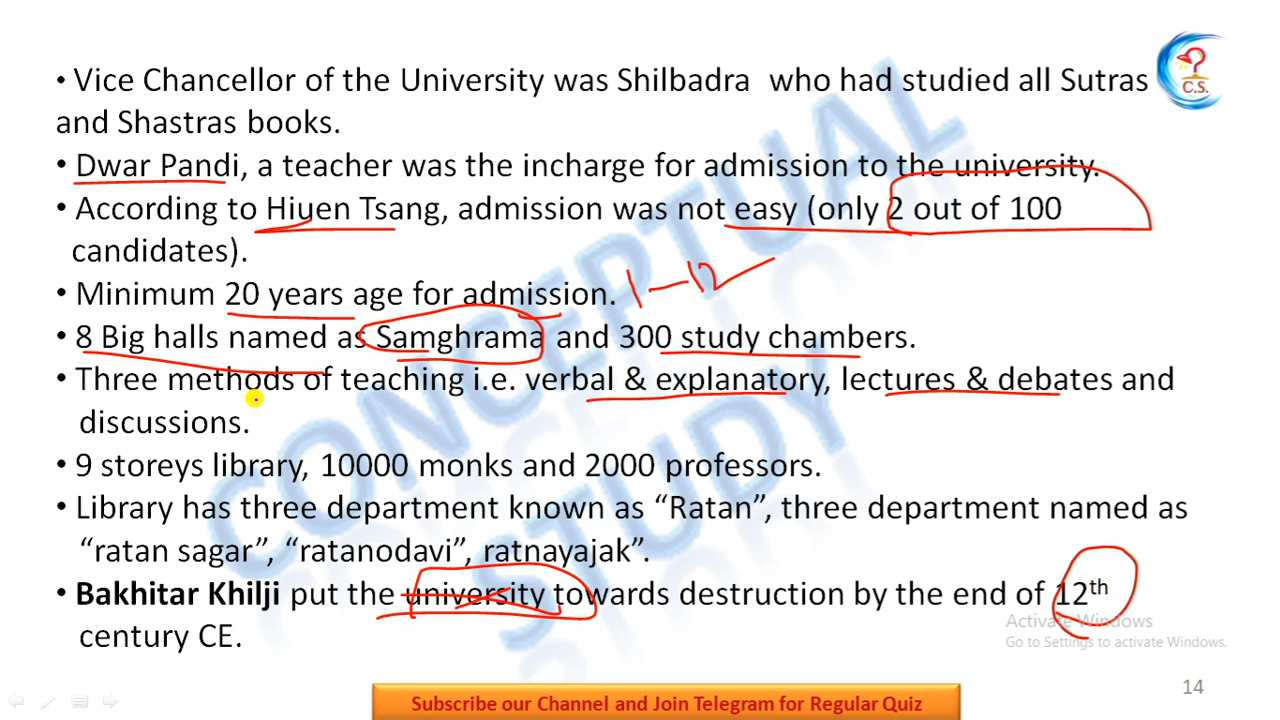 • Vice Chancellor of the University was Shilbadra who had studied all Sutras
and Shastras books.
C.S.
• Dwar Pandi, a teacher was the incharge for admission to the university.
• According to Hiuen Tsang, admission was not easy (only 2 out of 100
candidates).
• Minimum 20 years age for admission. 1-12
• 8 Big halls named as Samghrama and 300 study chambers.
• Three methods of teaching i.e. verbal & explanatory, lectures & debates and
discussions.
• 9 storeys library, 10000 monks and 2000 professors.
• Library has three department known as “Ratan”, three department named as
“ratan sagar”, “ratanodavi”, ratnayajak”.
• Bakhitar Khilji put the university towards destruction by the end of 12th
century CE.
CONCEPTUAL
STUDY
Activate Windows
Go to Settings to activate Windows.
14
Subscribe our Channel and Join Telegram for Regular Quiz